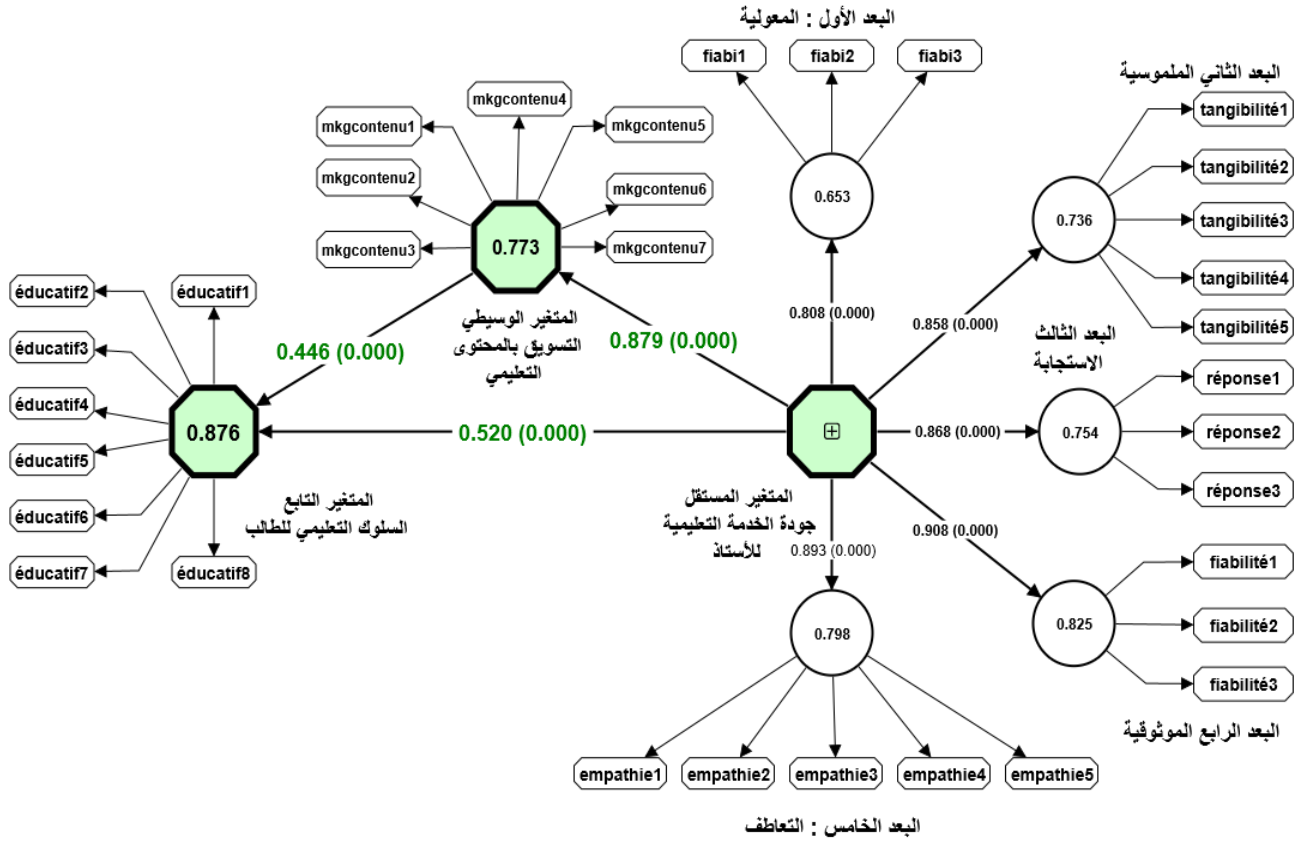 البعد الأول : المعولية
fiabi1
fiabi2
fiabi3
البعد الثاني الملموسية
mkgcontenu4
mkgcontenu1
mkgcontenu5
mkgcontenu2
mkgcontenu6
mkgcontenu3
mkgcontenu7
0.773
0.653
tangibilité1
tangibilité2
tangibilité3
tangibilité4
tangibilité5
0.736
المتغير الوسيطي
التسويق بالمحتوى
التعليمي
0.446 (0.000)
0.879 (0.000)
0.808 (0.000)
0.858 (0.000)
البعد الثالث
الاستجابة
éducatif1
éducatif2
éducatif3
éducatif4
éducatif5
éducatif6
éducatif7
éducatif8
0.876
0.520 (0.000)
0.868 (0.000)
0.754
réponse1
réponse2
réponse3
المتغير التابع
السلوك التعليمي للطالب
المتغير المستقل
جودة الخدمة التعليمية
للأستاذ
0.893 (0.000)
0.908 (0.000)
0.798
0.825
fiabilité1
fiabilité2
fiabilité3
البعد الرابع الموثوقية
empathie1
empathie2
empathie3
empathie4
empathie5
البعد الخامس : التعاطف